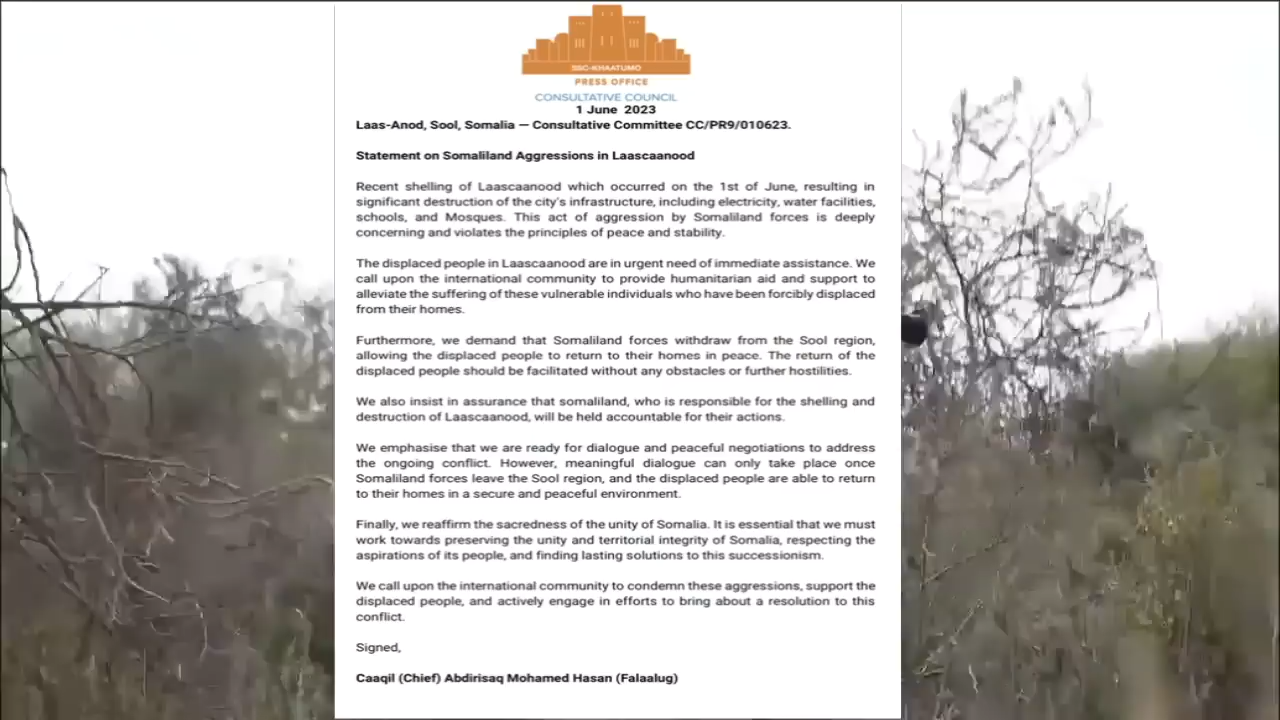 SSC-KHAATUMO
PRESS OFFICE
CONSULTATIVE COUNCIL
1 June 2023
Laas-Anod, Sool, Somalia — Consultative Committee CC/PR9/010623.
Statement on Somaliland Aggressions in Laascaanood
Recent shelling of Laascaanood which occurred on the 1st of June, resulting in
significant destruction of the city's infrastructure, including electricity, water facilities,
schools, and Mosques. This act of aggression by Somaliland forces is deeply
concerning and violates the principles of peace and stability.
The displaced people in Laascaanood are in urgent need of immediate assistance. We
call upon the international community to provide humanitarian aid and support to
alleviate the suffering of these vulnerable individuals who have been forcibly displaced
from their homes.
Furthermore, we demand that Somaliland forces withdraw from the Sool region,
allowing the displaced people to return to their homes in peace. The return of the
displaced people should be facilitated without any obstacles or further hostilities.
We also insist in assurance that somaliland, who is responsible for the shelling and
destruction of Laascaanood, will be held accountable for their actions.
We emphasise that we are ready for dialogue and peaceful negotiations to address
the ongoing conflict. However, meaningful dialogue can only take place once
Somaliland forces leave the Sool region, and the displaced people are able to return
to their homes in a secure and peaceful environment.
Finally, we reaffirm the sacredness of the unity of Somalia. It is essential that we must
work towards preserving the unity and territorial integrity of Somalia, respecting the
aspirations of its people, and finding lasting solutions to this successionism.
We call upon the international community to condemn these aggressions, support the
displaced people, and actively engage in efforts to bring about a resolution to this
conflict.
Signed,
Caaqil (Chief) Abdirisaq Mohamed Hasan (Falaalug)